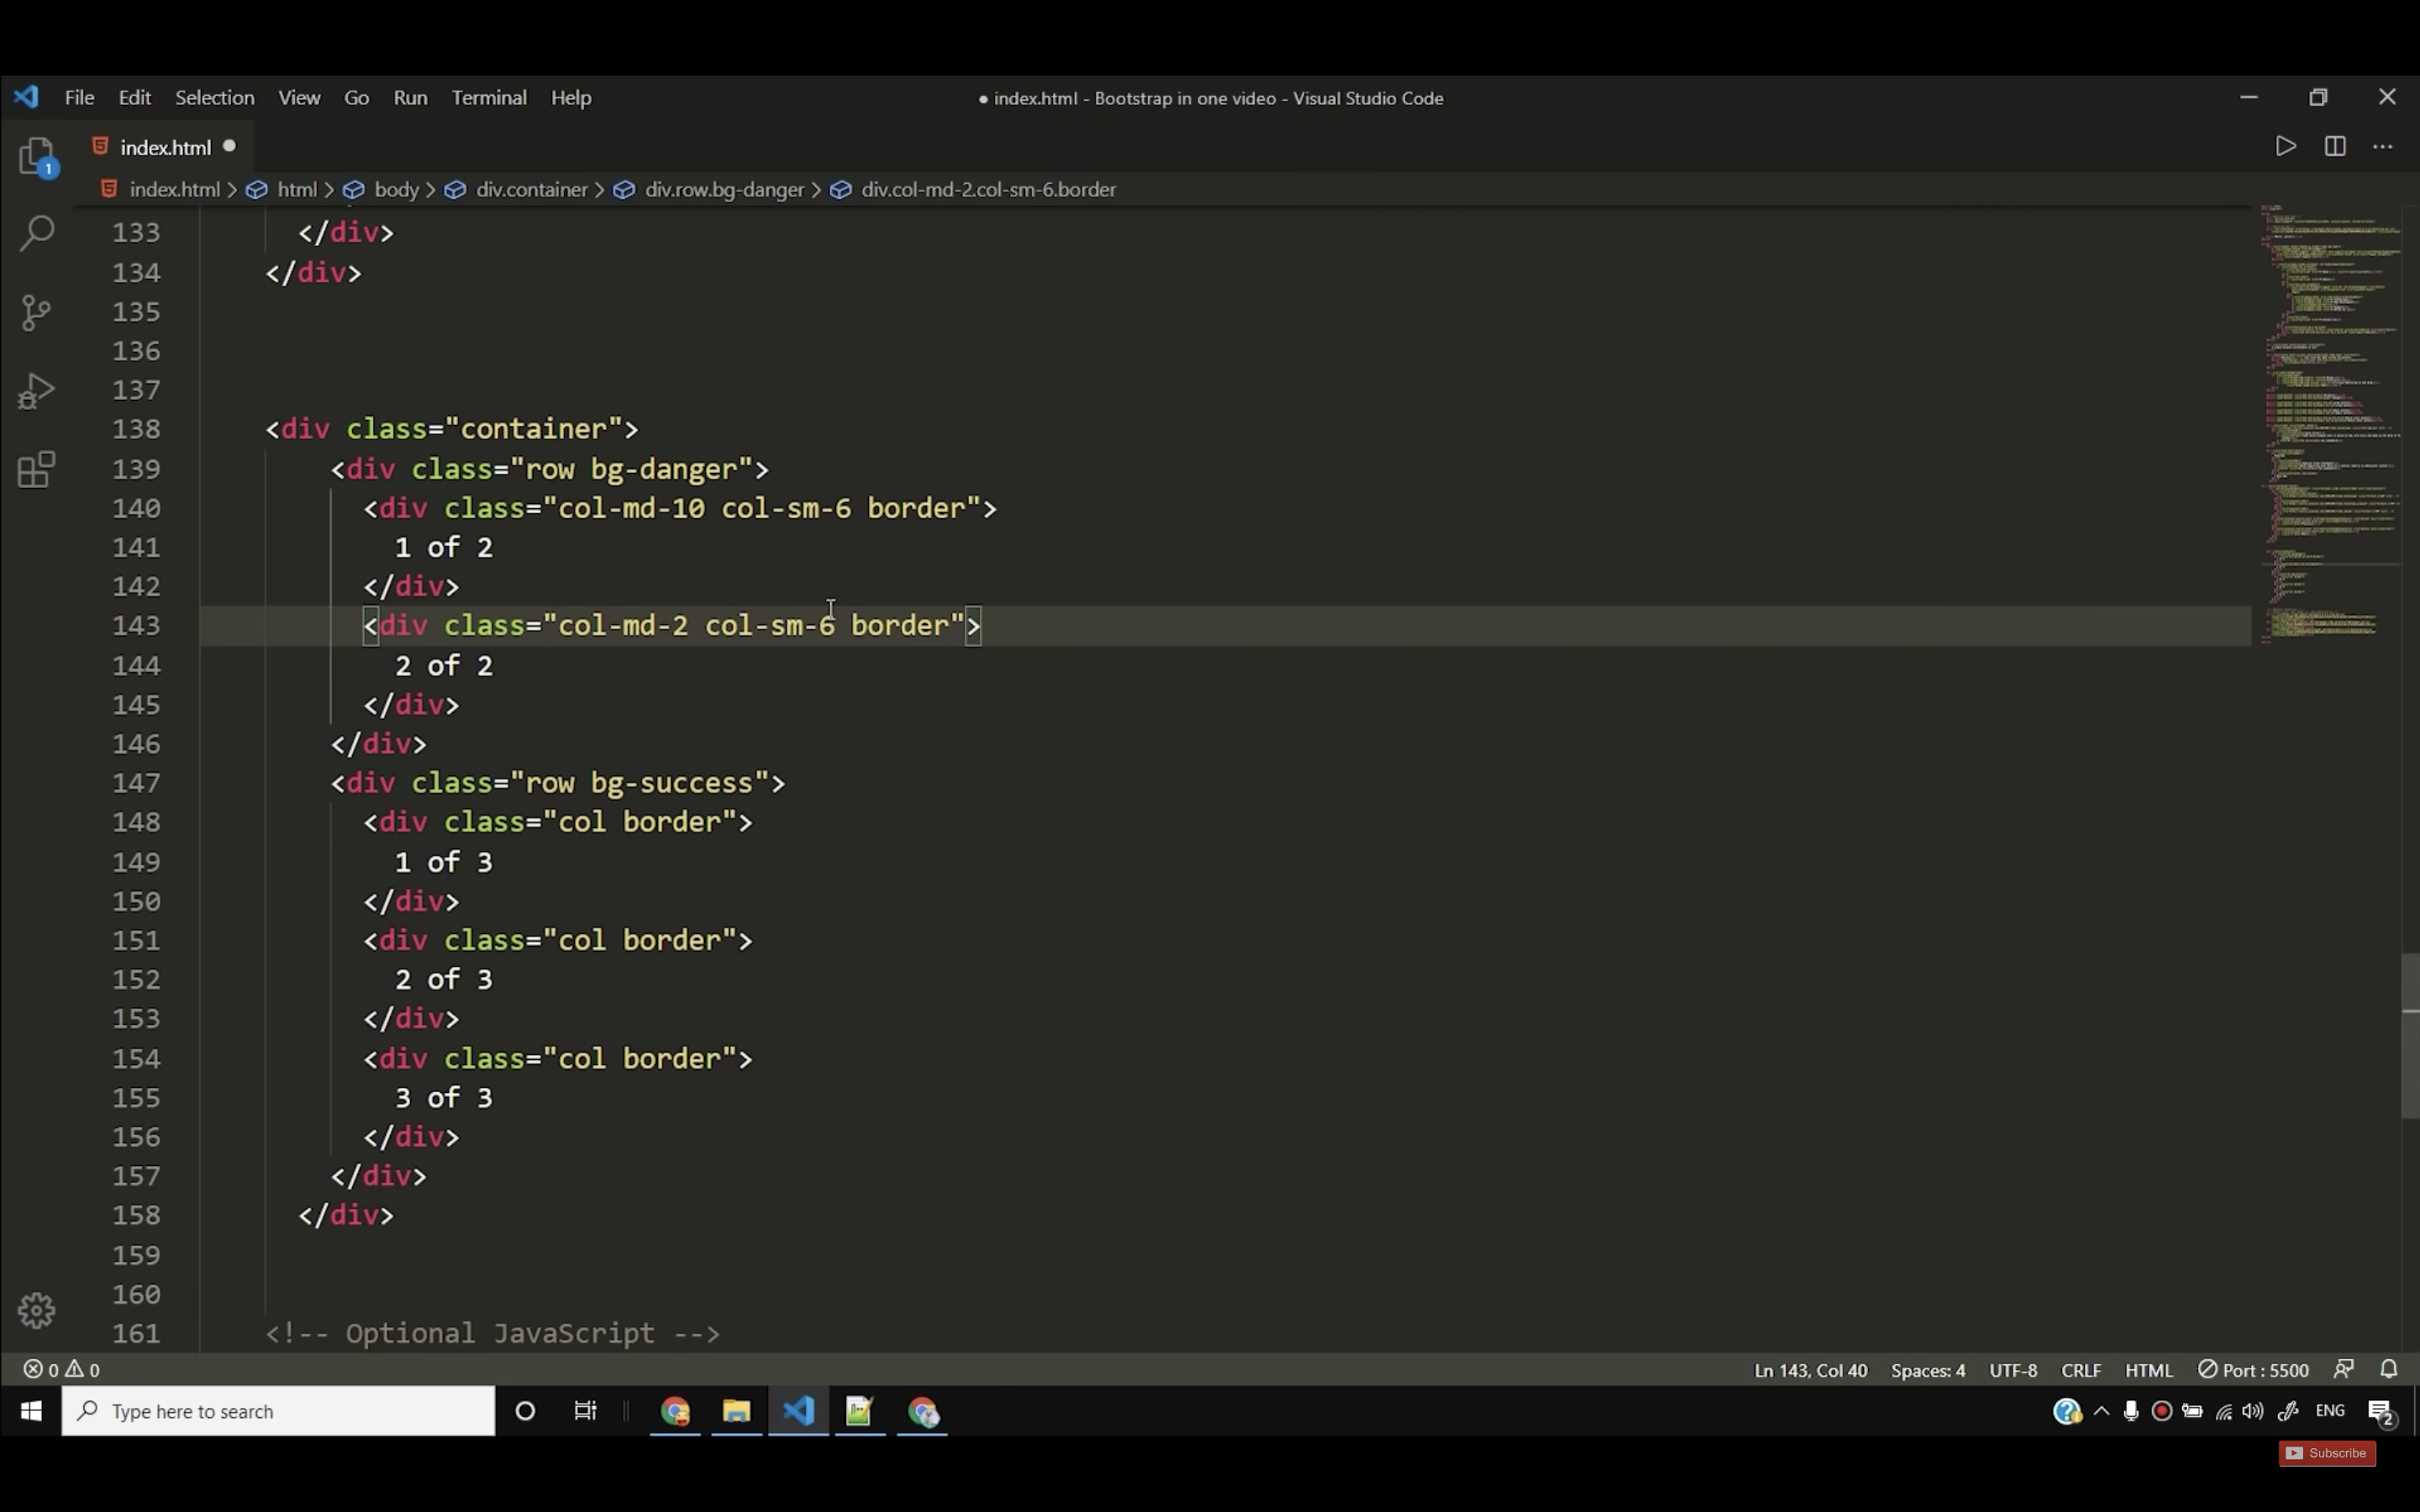 File Edit Selection View Go Run Terminal Help
● index.html - Bootstrap in one video - Visual Studio Code
1
index.html
index.html > html > body > div.container > div.row.bg-danger > div.col-md-2.col-sm-6.border
133 </div>
134 </div>
135
136
137
138 <div class="container">
139 <div class="row bg-danger">
140 <div class="col-md-10 col-sm-6 border">
141 1 of 2
142 </div>
143 <div class="col-md-2 col-sm-6 border">
144 2 of 2
145 </div>
146 </div>
147 <div class="row bg-success">
148 <div class="col border">
149 1 of 3
150 </div>
151 <div class="col border">
152 2 of 3
153 </div>
154 <div class="col border">
155 3 of 3
156 </div>
157 </div>
158 </div>
159
160
161 <!-- Optional JavaScript -->
0 0
Ln 143, Col 40 Spaces: 4 UTF-8 CRLF HTML Port : 5500
Type here to search
ENG
2
Subscribe